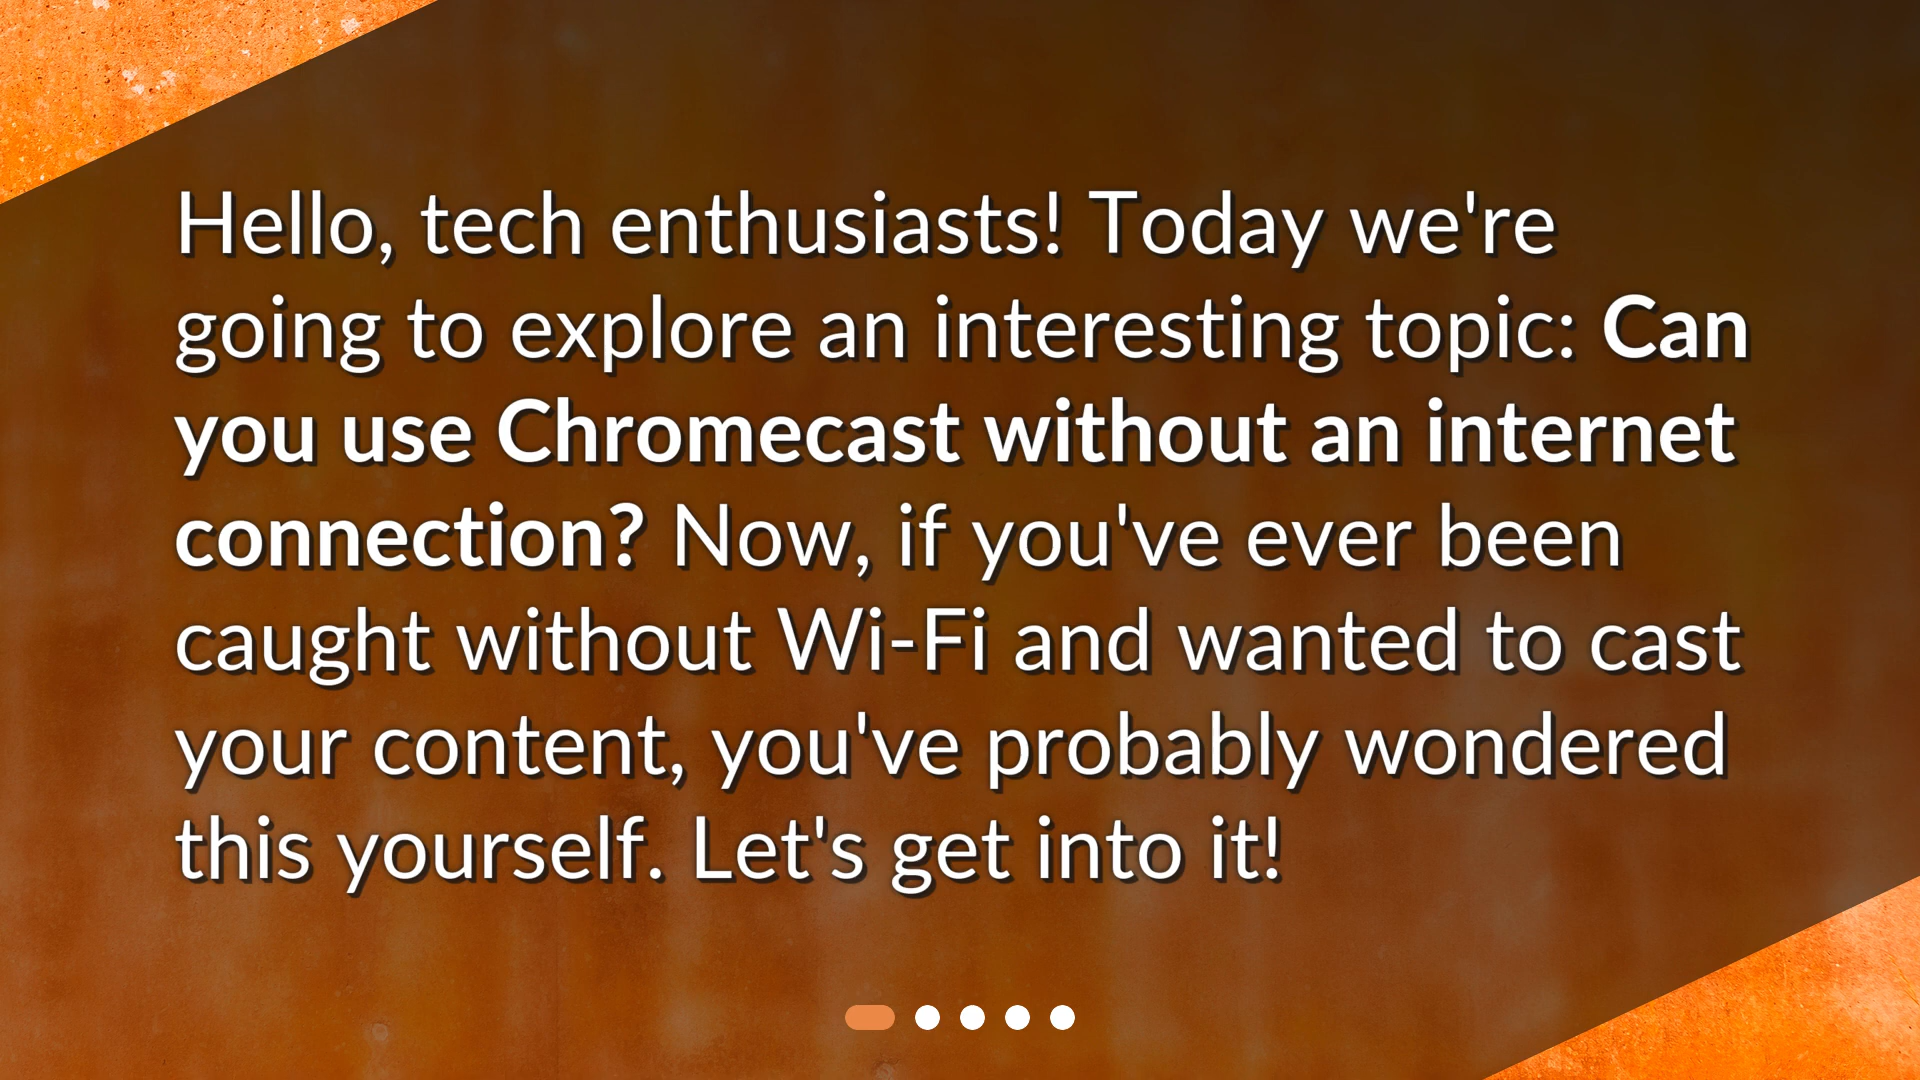 Hello, tech enthusiasts! Today we're
going to explore an interesting topic: Can
you use Chromecast without an internet
connection? Now, if you've ever been
caught without Wi-Fi and wanted to cast
your content, you've probably wondered
this yourself. Let's get into it!